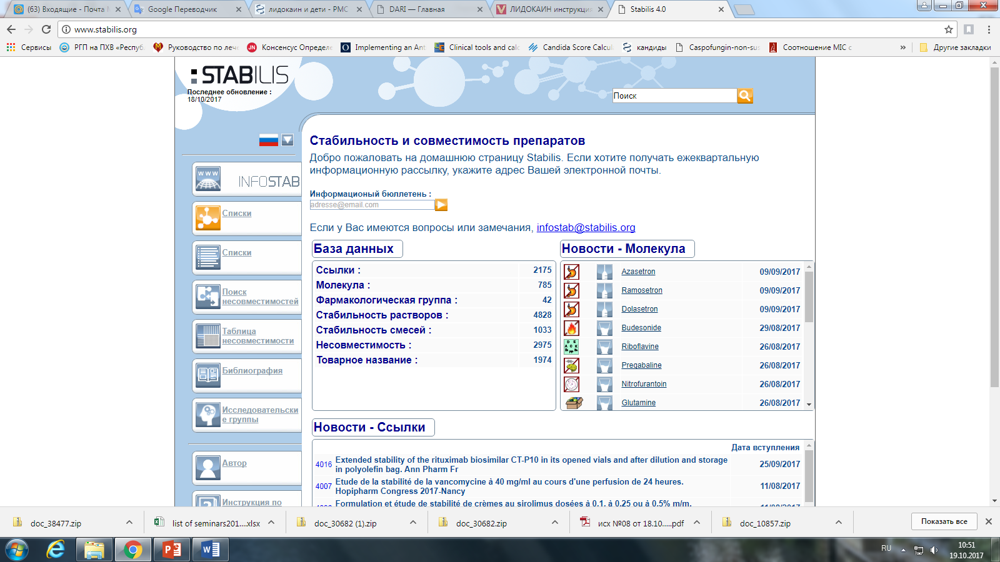 (63) Входящие - Почта
Google Переводчик
лидокаин и дети - РМС
DARI — Главная
ЛИДОКАИН инструкция
Stabilis 4.0
www.stabilis.org
Сервисы
РГП на ПХВ «Респуб
Руководство по лече
Консенсус Определе
Implementing an Ant
Clinical tools and calc
Candida Score Calcul
кандиды
Caspofungin-non-sus
Соотношение MIC с
»
Другие закладки
STABILIS
Последнее обновление :
18/10/2017
Поиск
WWW
INFOSTAB
Списки
Списки
Поиск
несовместимостей
Таблица
несовместимости
Библиография
Исследовательски
е группы
Автор
Инструкция по
Стабильность и совместимость препаратов
Добро пожаловать на домашнюю страницу Stabilis. Если хотите получать ежеквартальную
информационную рассылку, укажите адрес Вашей электронной почты.
Информационый бюллетень :
adresse@email.com
Если у Вас имеются вопросы или замечания, infostab@stabilis.org
База данных
Ссылки : 2175
Молекула : 785
Фармакологическая группа : 42
Стабильность растворов : 4828
Стабильность смесей : 1033
Несовместимость : 2975
Товарное название : 1974
Новости - Молекула
Azasetron 09/09/2017
Ramosetron 09/09/2017
Dolasetron 09/09/2017
Budesonide 29/08/2017
Riboflavine 26/08/2017
Pregabaline 26/08/2017
Nitrofurantoin 26/08/2017
Glutamine 26/08/2017
Новости - Ссылки
Дата вступления
4016 Extended stability of the rituximab biosimilar CT-P10 in its opened vials and after dilution and storage
in polyolefin bag. Ann Pharm Fr 25/09/2017
4007 Etude de la stabilité de la vancomycine à 40 mg/ml au cours d'une perfusion de 24 heures.
Hopipharm Congress 2017-Nancy 11/08/2017
Formulation et étude de stabilité de crèmes au sirolimus dosées à 0.1, à 0.25 ou à 0.5% m/m.
doc_38477.zip
list of seminars201....xlsx
doc_30682 (1).zip
doc_30682.zip
исх №08 от 18.10.....pdf
doc_10857.zip
Показать все
RU
10:51
19.10.2017